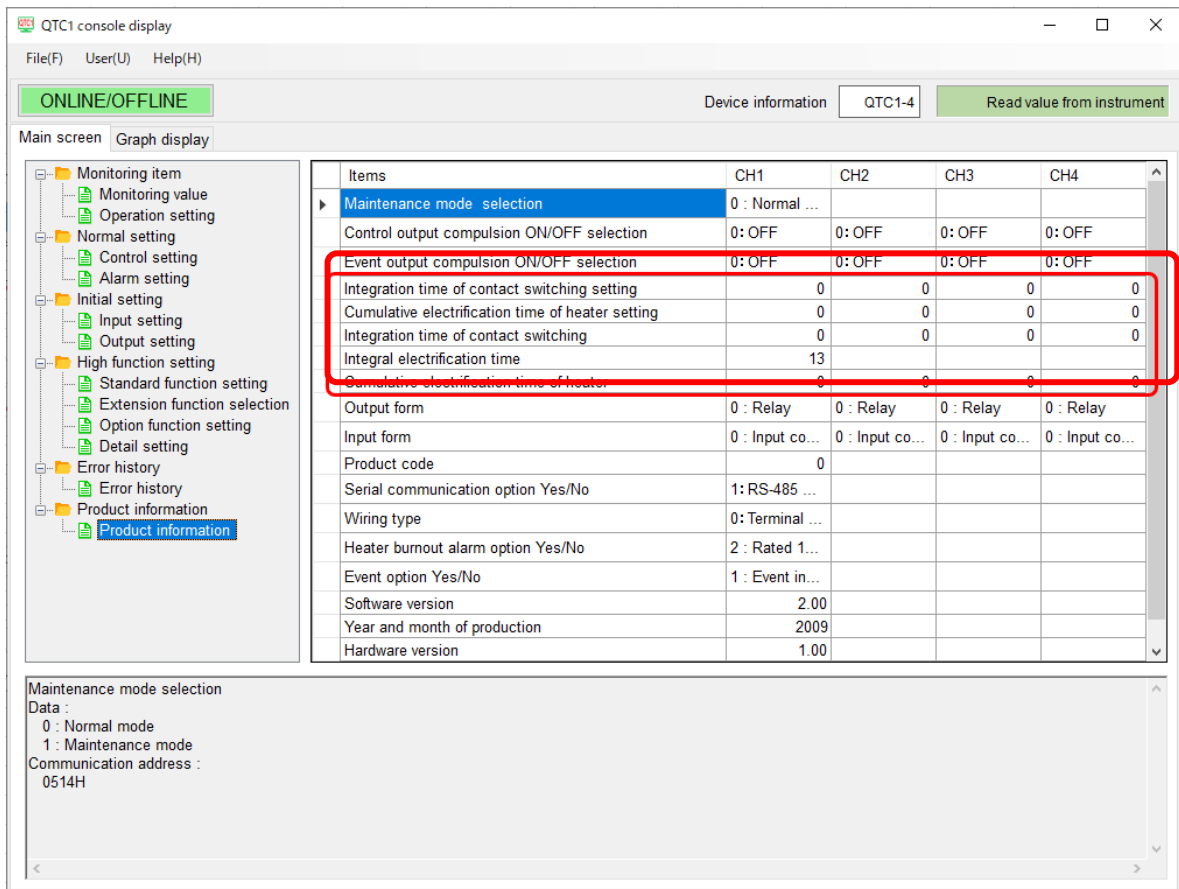 QTC1 console display
File(F) User(U) Help(H)
ONLINE/OFFLINE Device information QTC1-4 Read value from instrument
Main screen Graph display
Monitoring item
Monitoring value
Operation setting
Normal setting
Control setting
Alarm setting
Initial setting
Input setting
Output setting
High function setting
Standard function setting
Extension function selection
Option function setting
Detail setting
Error history
Error history
Product information
Product information
Items CH1 CH2 CH3 CH4
Maintenance mode selection 0 : Normal ...
Control output compulsion ON/OFF selection 0: OFF 0: OFF 0: OFF 0: OFF
Event output compulsion ON/OFF selection 0: OFF 0: OFF 0: OFF 0: OFF
Integration time of contact switching setting 0 0 0 0
Cumulative electrification time of heater setting 0 0 0 0
Integration time of contact switching 0 0 0 0
Integral electrification time 13
Cumulative electrification time of heater 0 0 0 0
Output form 0 : Relay 0 : Relay 0 : Relay 0 : Relay
Input form 0 : Input co... 0 : Input co... 0 : Input co... 0 : Input co...
Product code 0
Serial communication option Yes/No 1: RS-485 ...
Wiring type 0: Terminal ...
Heater burnout alarm option Yes/No 2 : Rated 1...
Event option Yes/No 1 : Event in...
Software version 2.00
Year and month of production 2009
Hardware version 1.00
Maintenance mode selection
Data :
0 : Normal mode
1 : Maintenance mode
Communication address :
0514H